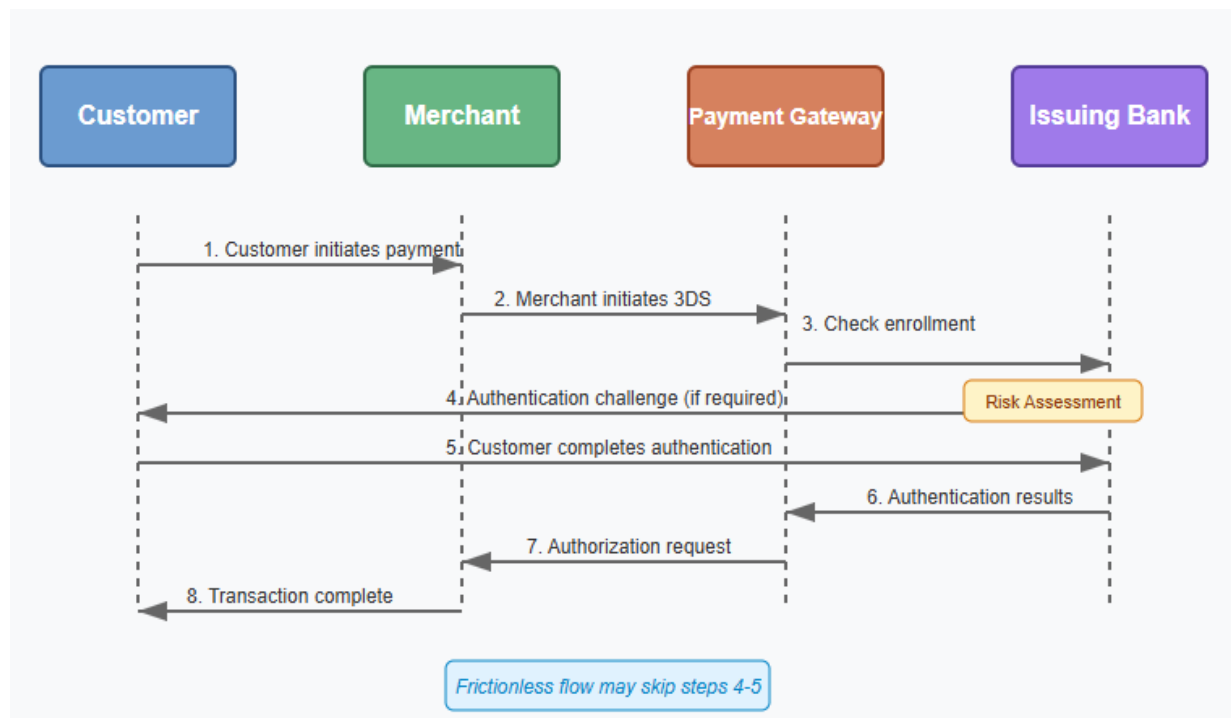 Customer
Merchant
Payment Gateway
Issuing Bank
1. Customer initiates payment
2. Merchant initiates 3DS
3. Check enrollment
4. Authentication challenge (if required)
Risk Assessment
5. Customer completes authentication
6. Authentication results
7. Authorization request
8. Transaction complete
Frictionless flow may skip steps 4-5